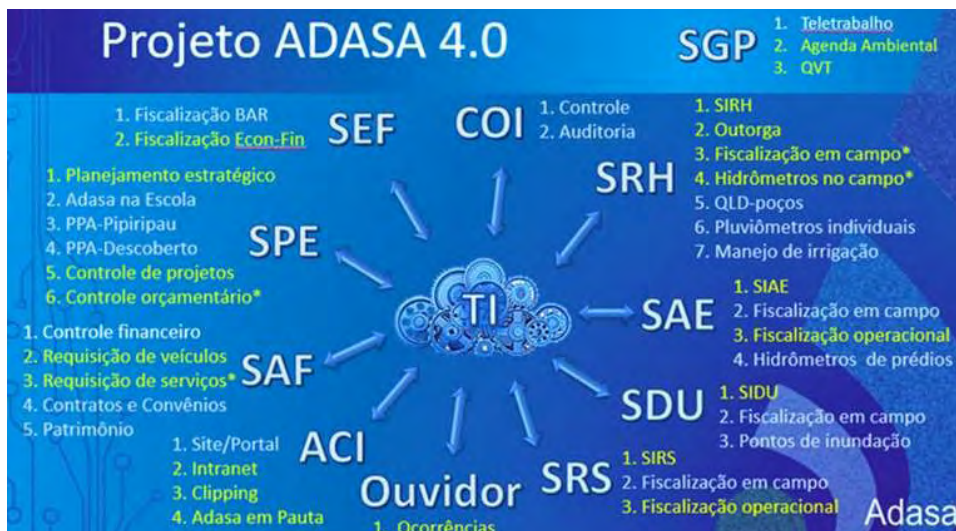 Projeto ADASA 4.0
SGP
1. Teletrabalho
2. Agenda Ambiental
3. QVT
1. Fiscalização BAR
2. Fiscalização Econ-Fin
SEF
COI
1. Controle
2. Auditoria
SRH
1. SIRH
2. Outorga
3. Fiscalização em campo*
4. Hidrômetros no campo*
5. QLD-poços
6. Pluviômetros individuais
7. Manejo de irrigação
1. Planejamento estratégico
2. Adasa na Escola
3. PPA-Pipiripau
4. PPA-Descoberto
5. Controle de projetos
6. Controle orçamentário*
SPE
TI
SAE
1. SIAE
2. Fiscalização em campo
3. Fiscalização operacional
4. Hidrômetros de prédios
1. Controle financeiro
2. Requisição de veículos
3. Requisição de serviços*
4. Contratos e Convênios
5. Patrimônio
SAF
SDU
1. SIDU
2. Fiscalização em campo
3. Pontos de inundação
1. Site/Portal
2. Intranet
3. Clipping
4. Adasa em Pauta
ACI
Ouvidor
1. Ocorrências
SRS
1. SIRS
2. Fiscalização em campo
3. Fiscalização operacional
Adasa